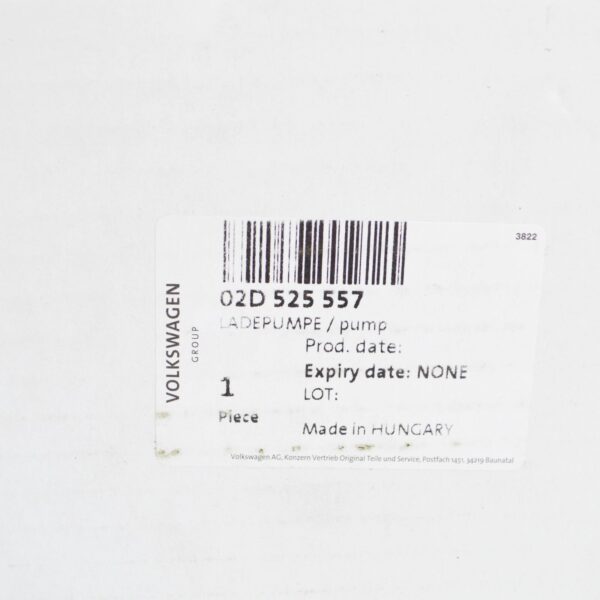 3822
02D 525 557
LADEPUMPE / pump
Prod. date:
Expiry date: NONE
1
LOT:
Piece
Made in HUNGARY
VOLKSWAGEN
GROUP
Volkswagen AG, Konzern Vertrieb Original Teile und Service, Postfach 1451, 34219 Baunatal